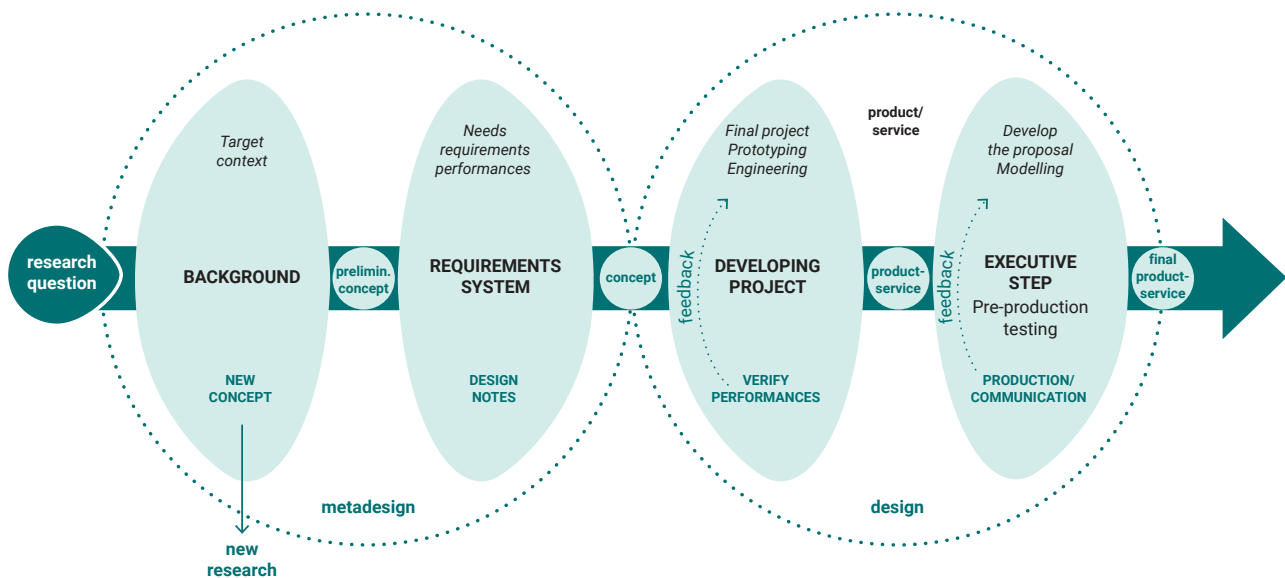 research
question
Target
context
BACKGROUND
NEW
CONCEPT
new
research
prelimin.
concept
Needs
requirements
performances
REQUIREMENTS
SYSTEM
DESIGN
NOTES
metadesign
concept
Final project
Prototyping
Engineering
feedback
DEVELOPING
PROJECT
VERIFY
PERFORMANCES
product/
service
product-
service
design
Develop
the proposal
Modelling
feedback
EXECUTIVE
STEP
Pre-production
testing
PRODUCTION/
COMMUNICATION
final
product-
service